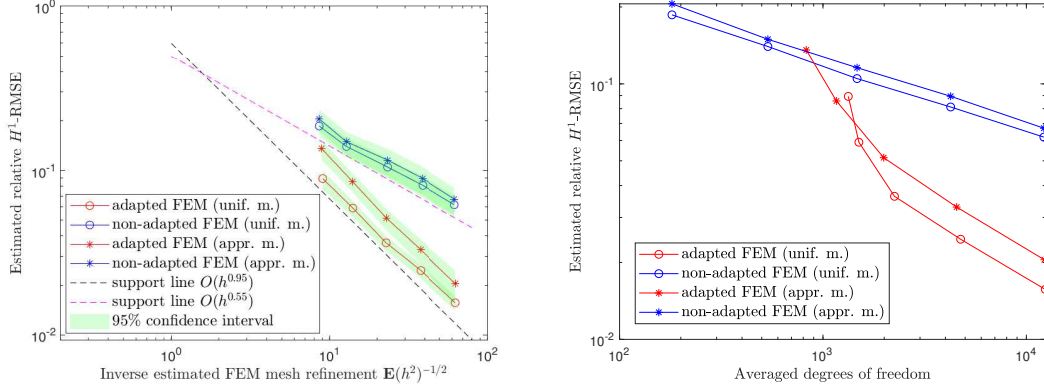 10^0
10^-1
10^-2
10^0
10^1
10^2
Estimated relative H^1-RMSE
Inverse estimated FEM mesh refinement E(h^2)^-1/2
adapted FEM (unif. m.)
non-adapted FEM (unif. m.)
adapted FEM (appr. m.)
non-adapted FEM (appr. m.)
support line O(h^0.95)
support line O(h^0.55)
95% confidence interval
10^-1
10^-2
10^2
10^3
10^4
Estimated relative H^1-RMSE
Averaged degrees of freedom
adapted FEM (unif. m.)
non-adapted FEM (unif. m.)
adapted FEM (appr. m.)
non-adapted FEM (appr. m.)